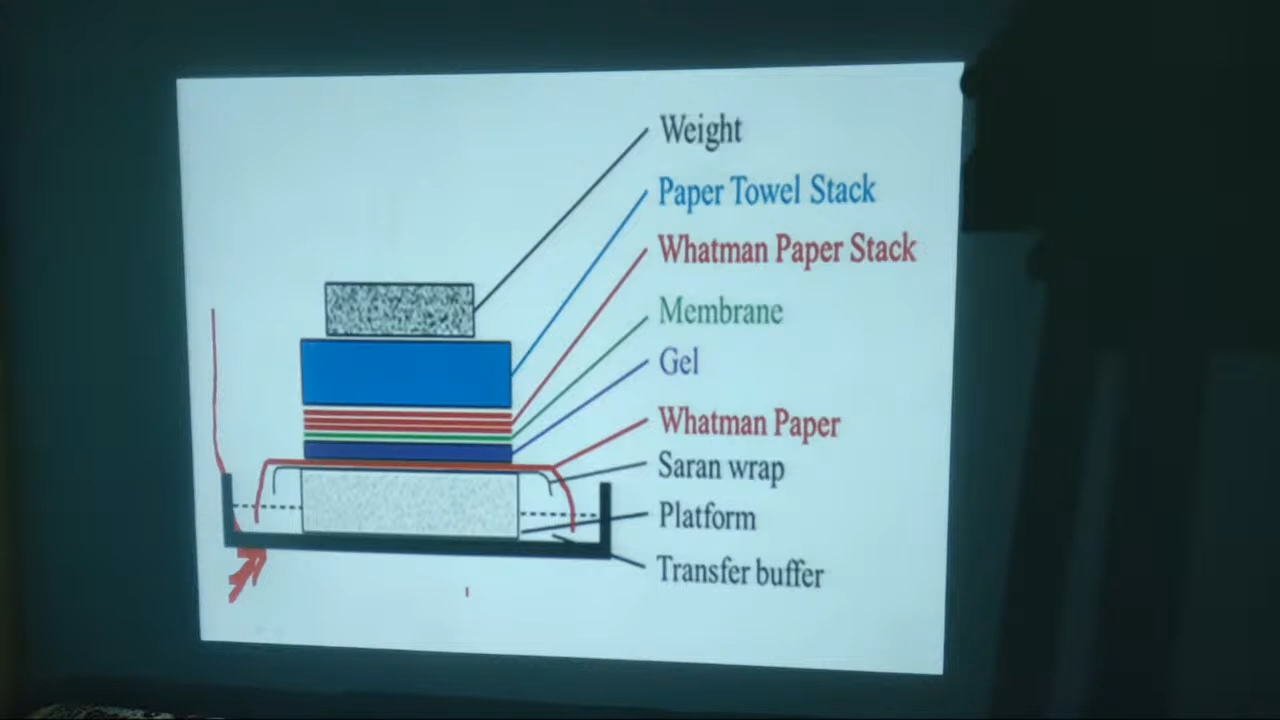 Weight
Paper Towel Stack
Whatman Paper Stack
Membrane
Gel
Whatman Paper
Saran wrap
Platform
Transfer buffer